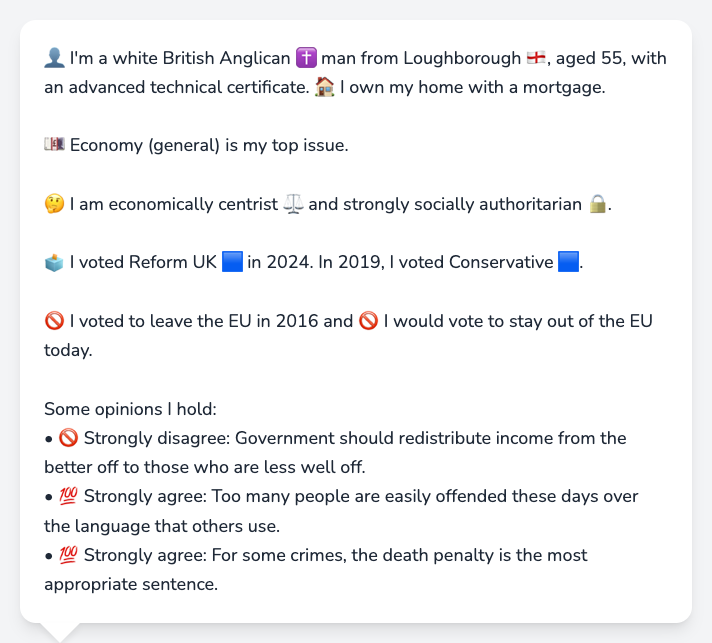 👤 I'm a white British Anglican ✝️ man from Loughborough 🏴󠁧󠁢󠁥󠁮󠁧󠁿, aged 55, with
an advanced technical certificate. 🏠 I own my home with a mortgage.
💷 Economy (general) is my top issue.
🤔 I am economically centrist ⚖️ and strongly socially authoritarian 🔒.
🗳️ I voted Reform UK 🟦 in 2024. In 2019, I voted Conservative 🟦.
🚫 I voted to leave the EU in 2016 and 🚫 I would vote to stay out of the EU
today.
Some opinions I hold:
• 🚫 Strongly disagree: Government should redistribute income from the
better off to those who are less well off.
• 💯 Strongly agree: Too many people are easily offended these days over
the language that others use.
• 💯 Strongly agree: For some crimes, the death penalty is the most
appropriate sentence.